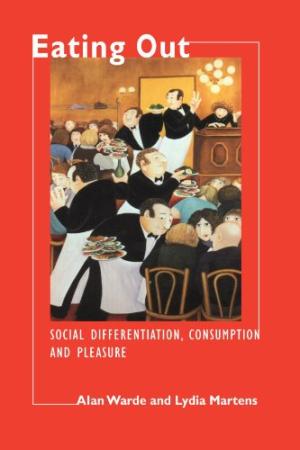 Eating Out
SOCIAL DIFFERENTIATION, CONSUMPTION
AND PLEASURE
Alan Warde and Lydia Martens